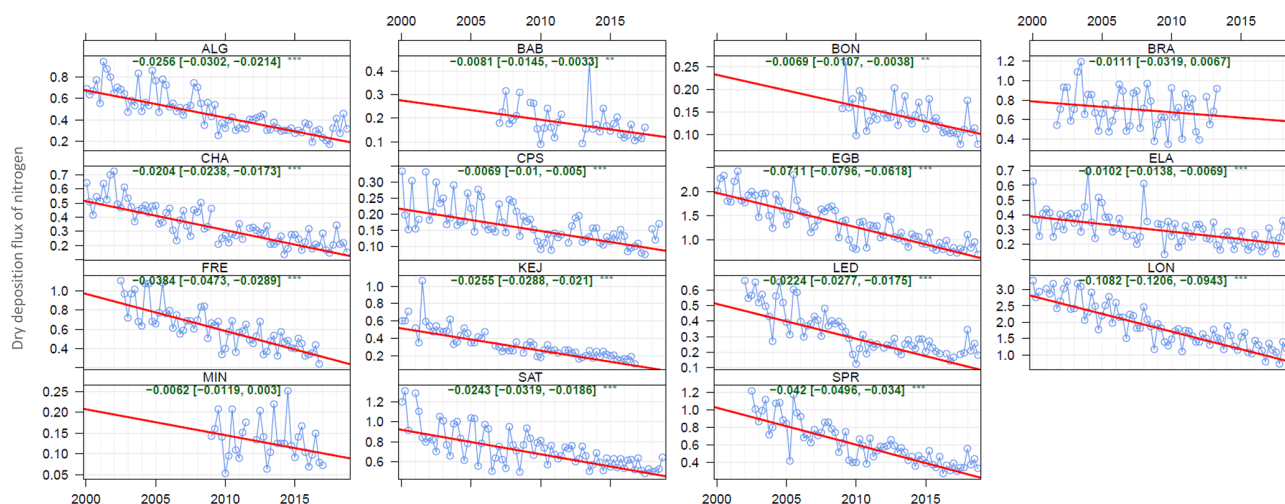 2000 2005 2010 2015
2000 2005 2010 2015
Dry deposition flux of nitrogen
ALG
−0.0256 [−0.0302, −0.0214] ***
0.8
0.6
0.4
0.2
BAB
−0.0081 [−0.0145, −0.0033] **
0.4
0.3
0.2
0.1
BON
−0.0069 [−0.0107, −0.0038] **
0.25
0.20
0.15
0.10
BRA
−0.0111 [−0.0319, 0.0067]
1.2
1.0
0.8
0.6
0.4
CHA
−0.0204 [−0.0238, −0.0173] ***
0.7
0.6
0.5
0.4
0.3
0.2
CPS
−0.0069 [−0.01, −0.005] ***
0.30
0.25
0.20
0.15
0.10
EGB
−0.0711 [−0.0796, −0.0618] ***
2.0
1.5
1.0
ELA
−0.0102 [−0.0138, −0.0069] ***
0.7
0.6
0.5
0.4
0.3
0.2
FRE
−0.0384 [−0.0473, −0.0289] ***
1.0
0.8
0.6
0.4
KEJ
−0.0255 [−0.0288, −0.021] ***
1.0
0.8
0.6
0.4
0.2
LED
−0.0224 [−0.0277, −0.0175] ***
0.6
0.5
0.4
0.3
0.2
0.1
LON
−0.1082 [−0.1206, −0.0943] ***
3.0
2.5
2.0
1.5
1.0
MIN
−0.0062 [−0.0119, 0.003]
0.25
0.20
0.15
0.10
0.05
SAT
−0.0243 [−0.0319, −0.0186] ***
1.2
1.0
0.8
0.6
SPR
−0.042 [−0.0496, −0.034] ***
1.2
1.0
0.8
0.6
0.4
2000 2005 2010 2015
2000 2005 2010 2015